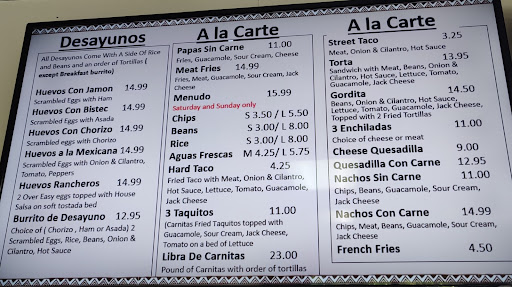 Desayunos
All Desayunos Come With A Side Of Rice
and Beans and an order of Tortillas (
except Breakfast burrito)
Huevos Con Jamon 14.99
Scrambled Eggs with Ham
Huevos Con Bistec 14.99
Scrambled Eggs with Asada
Huevos Con Chorizo 14.99
Scrambled eggs with Chorizo
Huevos a la Mexicana 14.99
Scrambled Eggs with Onion & Cilantro,
Tomato, Peppers
Huevos Rancheros 14.99
2 Over Easy eggs topped with House
Salsa on soft tostada bed
Burrito de Desayuno 12.95
Choice of ( Chorizo , Ham or Asada) 2
Scrambled Eggs, Rice, Beans, Onion &
Cilantro, Hot Sauce
A la Carte
Papas Sin Carne 11.00
Fries, Guacamole, Sour Cream, Cheese
Meat Fries 14.99
Fries, Meat, Guacamole, Sour Cream, Jack
Cheese
Menudo 15.99
Saturday and Sunday only
Chips S 3.50 / L 5.50
Beans S 3.00/ L 8.00
Rice S 3.00/ L 8.00
Aguas Frescas M 4.25/ L 5.75
Hard Taco 4.25
Fried Taco with Meat, Onion & Cilantro,
Hot Sauce, Lettuce, Tomato, Guacamole,
Jack Cheese
3 Taquitos 11.00
(Carnitas Fried Taquitos topped with
Guacamole, Sour Cream, Jack Cheese,
Tomato on a bed of Lettuce
Libra De Carnitas 23.00
Pound of Carnitas with order of tortillas
A la Carte
Street Taco 3.25
Meat, Onion & Cilantro, Hot Sauce
Torta 13.95
Sandwich with Meat, Beans, Onion &
Cilantro, Hot Sauce, Lettuce, Tomato,
Guacamole, Jack Cheese
Gordita 14.50
Beans, Onion & Cilantro, Hot Sauce,
Lettuce, Tomato, Guacamole, Jack Cheese,
Topped with 2 Fried Tortillas
3 Enchiladas 11.00
Choice of cheese or meat
Cheese Quesadilla 9.00
Quesadilla Con Carne 12.95
Nachos Sin Carne 11.00
Chips, Beans, Guacamole, Sour Cream,
Jack Cheese
Nachos Con Carne 14.99
Chips, Meat, Beans, Guacamole, Sour Cream,
Jack Cheese
French Fries 4.50